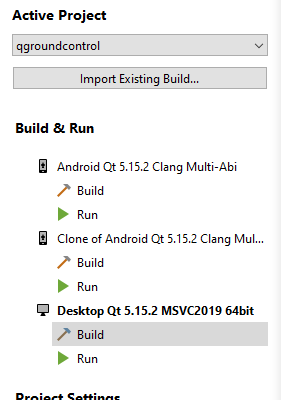 Active Project
qgroundcontrol
Import Existing Build...
Build & Run
Android Qt 5.15.2 Clang Multi-Abi
Build
Run
Clone of Android Qt 5.15.2 Clang Mul...
Build
Run
Desktop Qt 5.15.2 MSVC2019 64bit
Build
Run
Project Settings